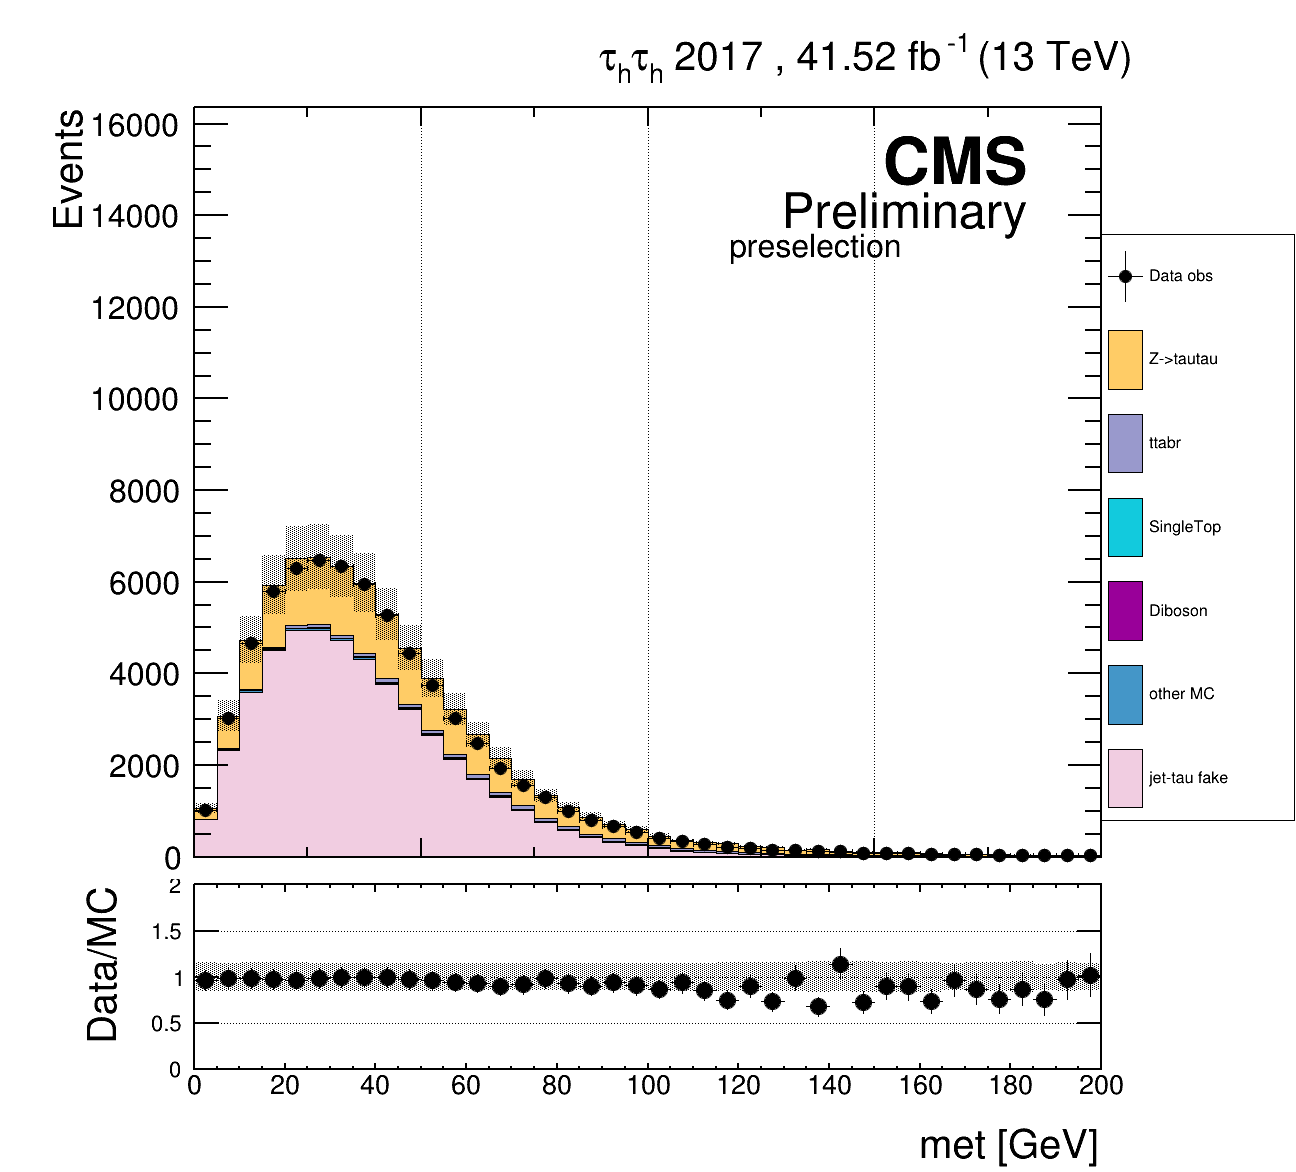 τhτh 2017 , 41.52 fb-1 (13 TeV)
Events
16000
14000
12000
10000
8000
6000
4000
2000
0
CMS
Preliminary
preselection
Data obs
Z->tautau
ttabr
SingleTop
Diboson
other MC
jet-tau fake
Data/MC
2
1.5
1
0.5
0
0 20 40 60 80 100 120 140 160 180 200
met [GeV]